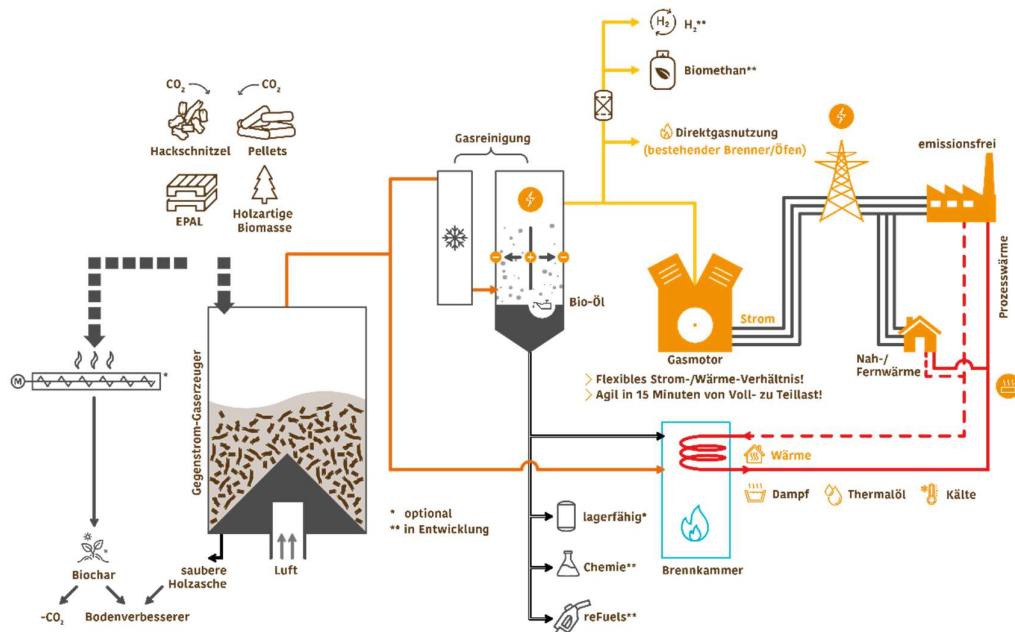 H₂
H₂**
Biomethan**
CO₂
CO₂
Hackschnitzel
Pellets
Gasreinigung
Direktgasnutzung
(bestehender Brenner/Öfen)
emissionsfrei
EPAL
Holzartige
Biomasse
Prozesswärme
Bio-Öl
Strom
Gasmotor
Nah-/
Fernwärme
M
*
Gegenstrom-Gaserzeuger
> Flexibles Strom-/Wärme-Verhältnis!
> Agil in 15 Minuten von Voll- zu Teillast!
Wärme
Dampf
Thermalöl
Kälte
* optional
** in Entwicklung
lagerfähig*
Biochar
saubere
Holzasche
Luft
Chemie**
Brennkammer
-CO₂
Bodenverbesserer
reFuels**